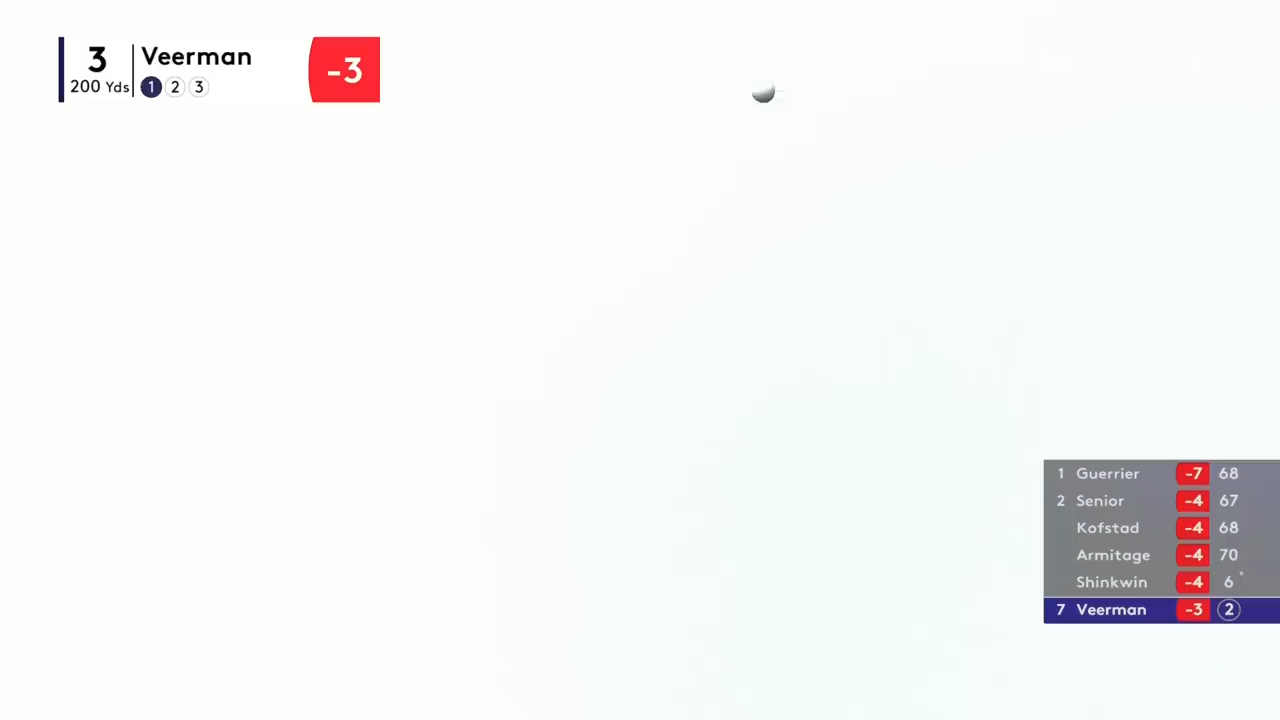 3 Veerman -3
200 Yds 1 2 3
1 Guerrier -7 68
2 Senior -4 67
Kofstad -4 68
Armitage -4 70
Shinkwin -4 6*
7 Veerman -3 2